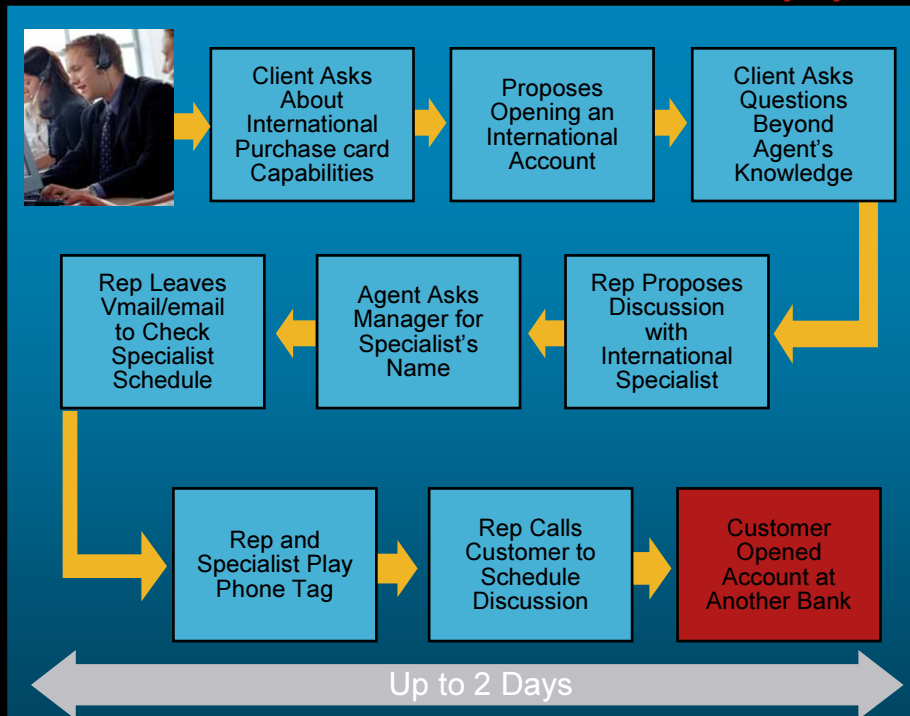 Client Asks
About
International
Purchase card
Capabilities
Proposes
Opening an
International
Account
Client Asks
Questions
Beyond
Agent's
Knowledge
Rep Proposes
Discussion
with
International
Specialist
Agent Asks
Manager for
Specialist's
Name
Rep Leaves
Vmail/email
to Check
Specialist
Schedule
Rep and
Specialist Play
Phone Tag
Rep Calls
Customer to
Schedule
Discussion
Customer
Opened
Account at
Another Bank
Up to 2 Days